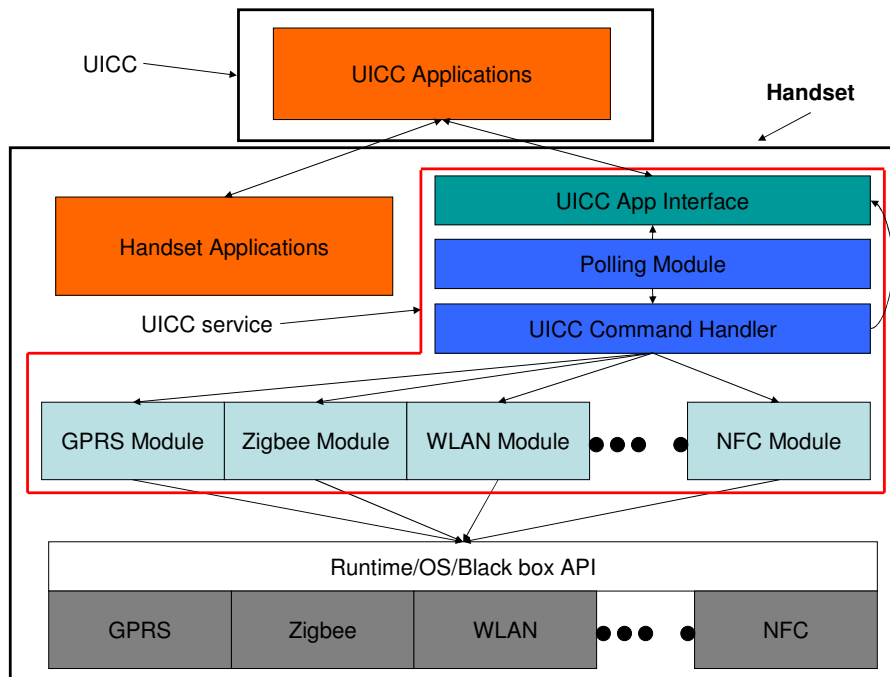 UICC
UICC Applications
Handset
UICC App Interface
Handset Applications
Polling Module
UICC service
UICC Command Handler
GPRS Module
Zigbee Module
WLAN Module
NFC Module
Runtime/OS/Black box API
GPRS
Zigbee
WLAN
NFC